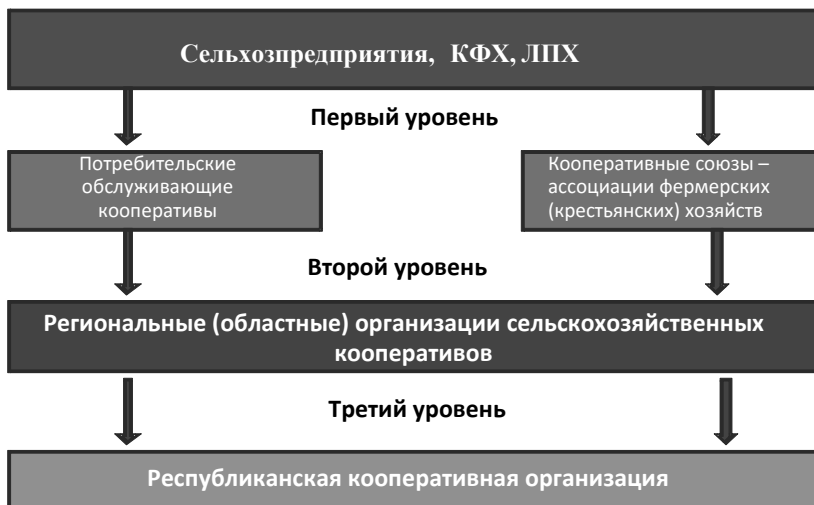 Сельхозпредприятия, КФХ, ЛПХ
Первый уровень
Потребительские
обслуживающие
кооперативы
Кооперативные союзы –
ассоциации фермерских
(крестьянских) хозяйств
Второй уровень
Региональные (областные) организации сельскохозяйственных
кооперативов
Третий уровень
Республиканская кооперативная организация